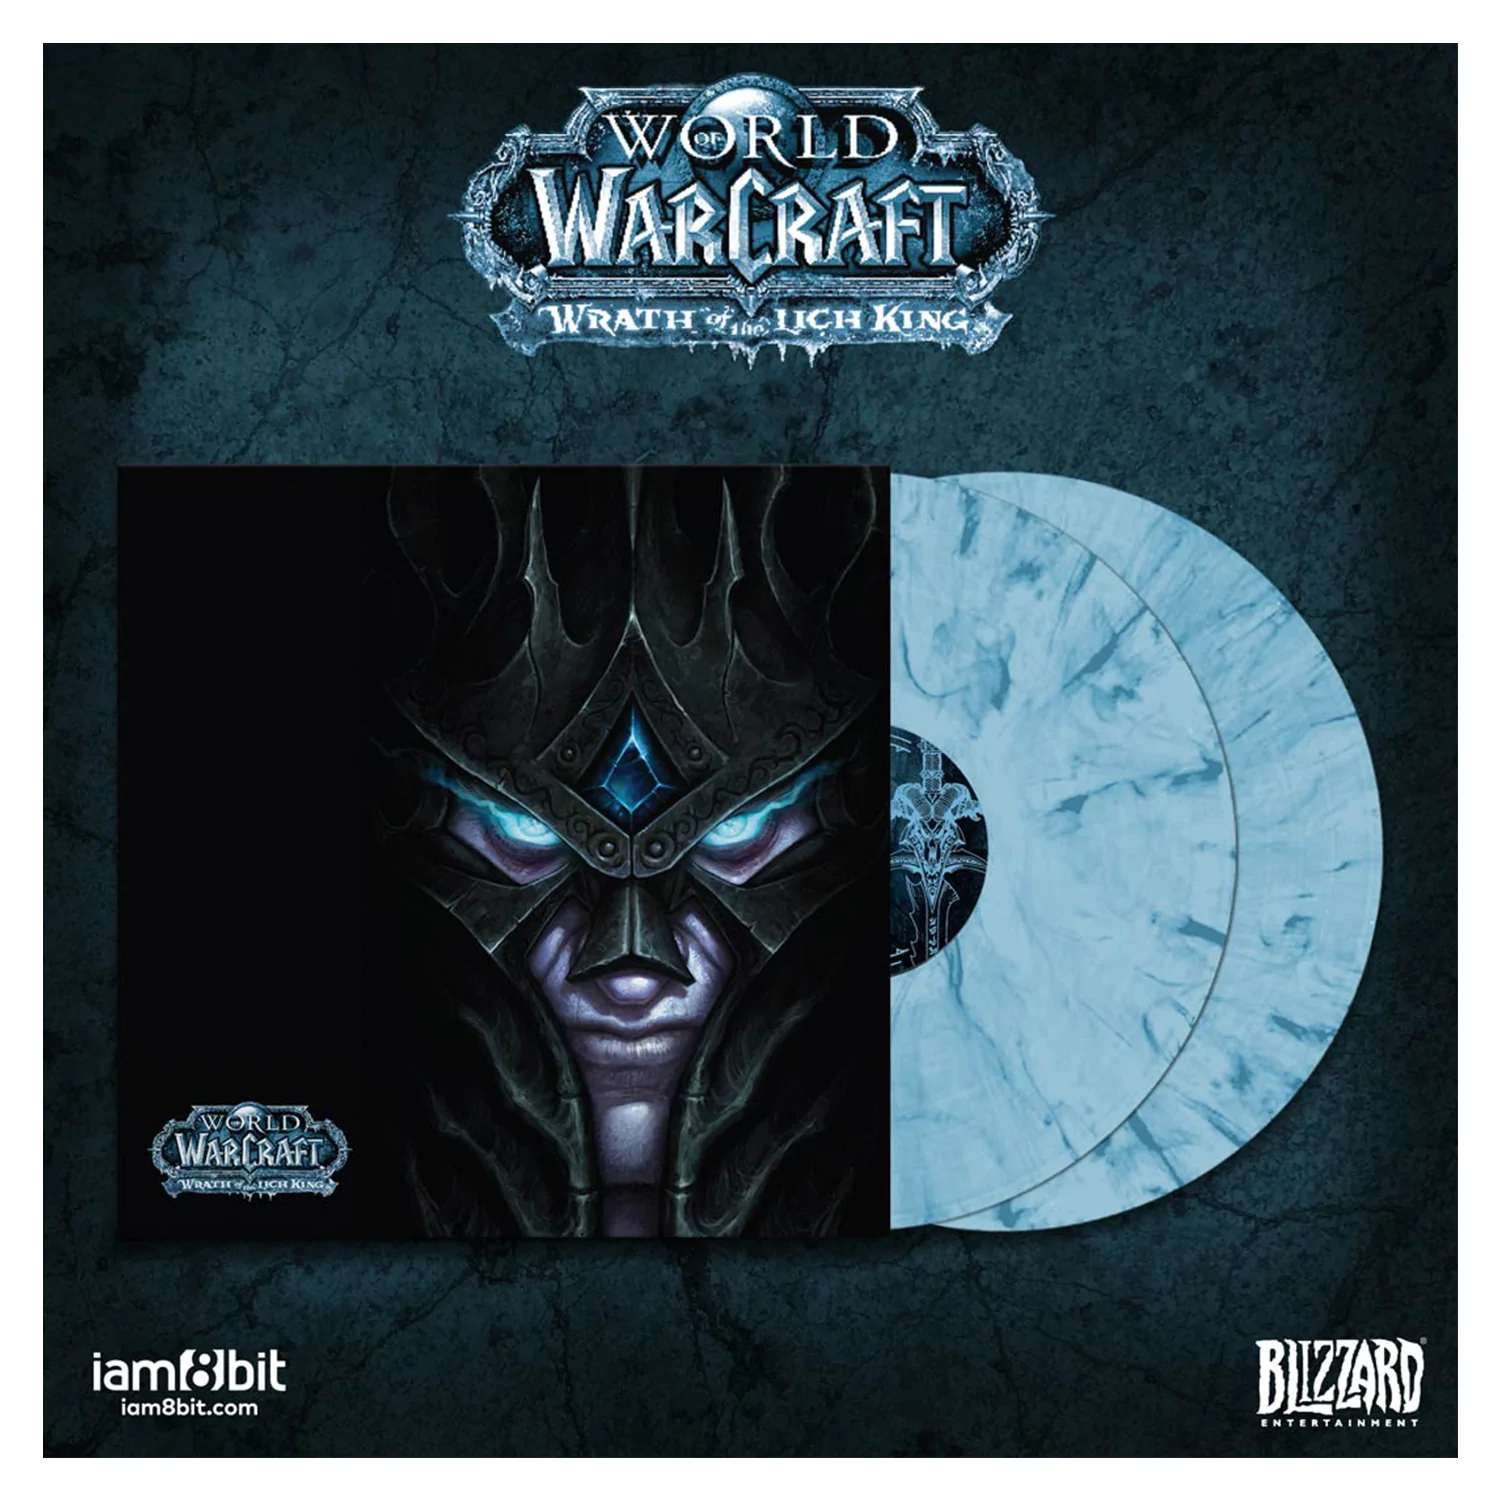 WORLD
OF
WARCRAFT
WRATH of the LICH KING
WORLD
OF
WARCRAFT
WRATH of the LICH KING
iam8bit
iam8bit.com
BLIZZARD®
ENTERTAINMENT